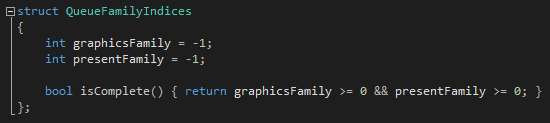 struct QueueFamilyIndices
{
    int graphicsFamily = -1;
    int presentFamily = -1;

    bool isComplete() { return graphicsFamily >= 0 && presentFamily >= 0; }
};